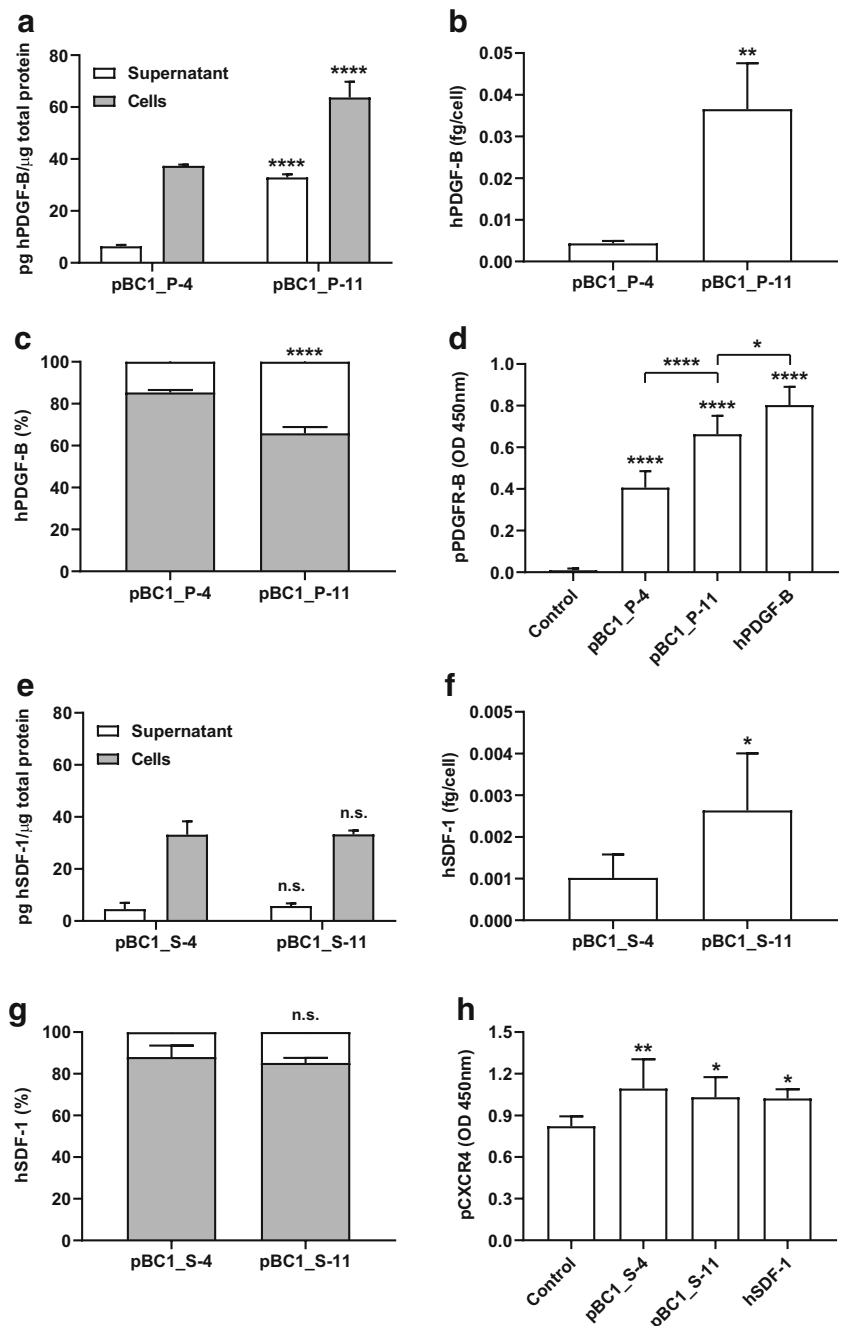 a
pg hPDGF-B/µg total protein
80
60
40
20
0
Supernatant
Cells
****
****
pBC1_P-4
pBC1_P-11
b
hPDGF-B (fg/cell)
0.05
0.04
0.03
0.02
0.01
0.00
**
pBC1_P-4
pBC1_P-11
c
hPDGF-B (%)
100
80
60
40
20
0
****
pBC1_P-4
pBC1_P-11
d
pPDGFR-B (OD 450nm)
1.0
0.8
0.6
0.4
0.2
0.0
****
*
****
****
****
Control
pBC1_P-4
pBC1_P-11
hPDGF-B
e
pg hSDF-1/µg total protein
80
60
40
20
0
Supernatant
Cells
n.s.
n.s.
pBC1_S-4
pBC1_S-11
f
hSDF-1 (fg/cell)
0.005
0.004
0.003
0.002
0.001
0.000
*
pBC1_S-4
pBC1_S-11
g
hSDF-1 (%)
100
80
60
40
20
0
n.s.
pBC1_S-4
pBC1_S-11
h
pCXCR4 (OD 450nm)
1.5
1.2
0.9
0.6
0.3
0.0
**
*
*
Control
pBC1_S-4
pBC1_S-11
hSDF-1